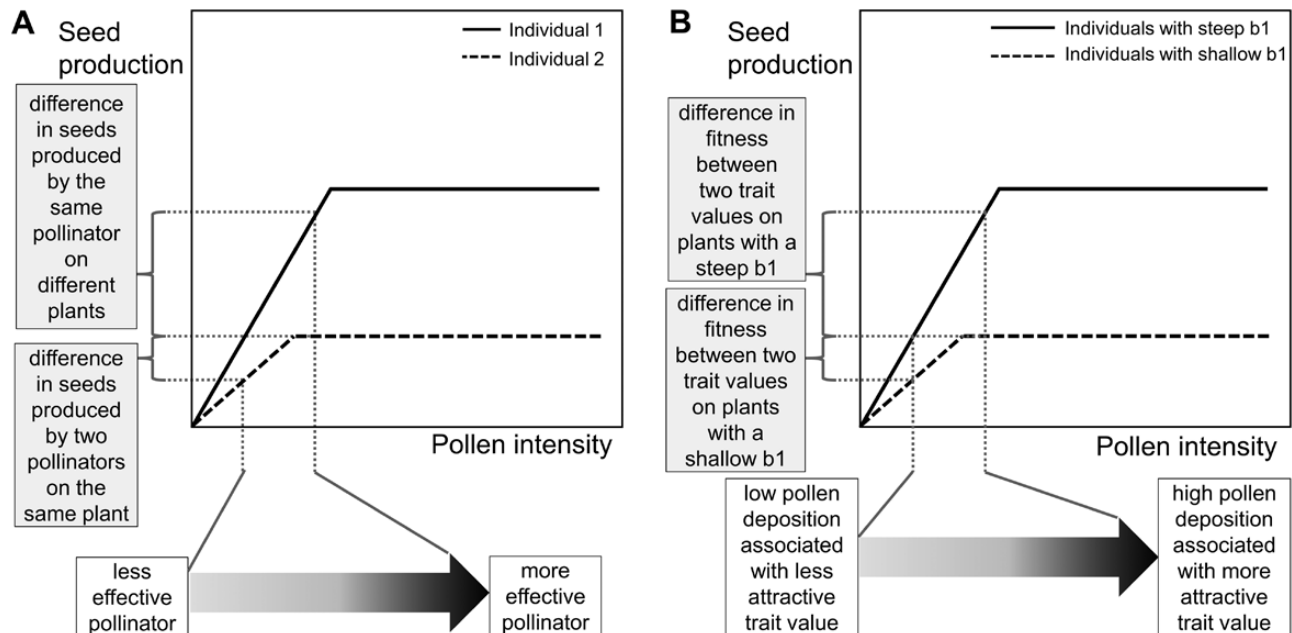 A
Seed
production
Individual 1
Individual 2
difference
in seeds
produced
by the
same
pollinator
on
different
plants
difference
in seeds
produced
by two
pollinators
on the
same plant
Pollen intensity
less
effective
pollinator
more
effective
pollinator
B
Seed
production
Individuals with steep b1
Individuals with shallow b1
difference in
fitness
between
two trait
values on
plants with a
steep b1
difference in
fitness
between two
trait values
on plants
with a
shallow b1
Pollen intensity
low pollen
deposition
associated
with less
attractive
trait value
high pollen
deposition
associated
with more
attractive
trait value